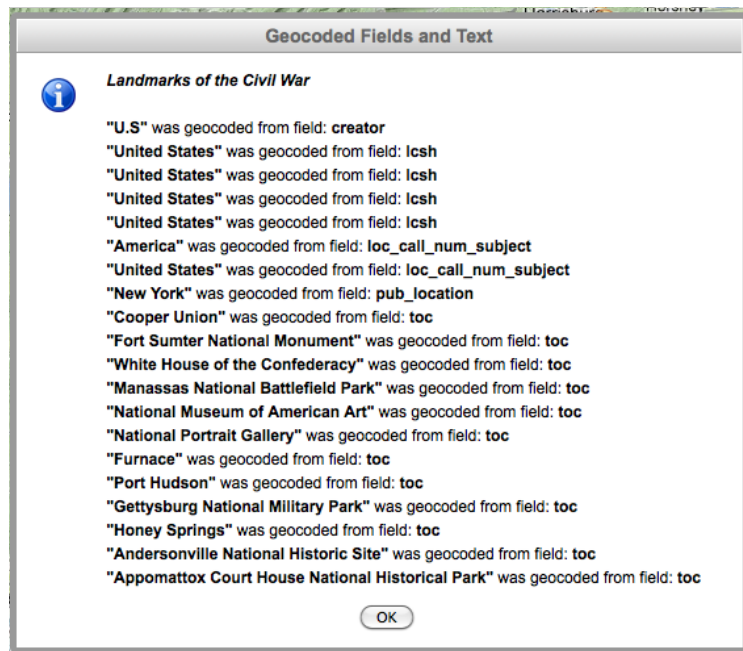 Harrisburg Hershey
Geocoded Fields and Text
Landmarks of the Civil War
"U.S" was geocoded from field: creator
"United States" was geocoded from field: lcsh
"United States" was geocoded from field: lcsh
"United States" was geocoded from field: lcsh
"United States" was geocoded from field: lcsh
"America" was geocoded from field: loc_call_num_subject
"United States" was geocoded from field: loc_call_num_subject
"New York" was geocoded from field: pub_location
"Cooper Union" was geocoded from field: toc
"Fort Sumter National Monument" was geocoded from field: toc
"White House of the Confederacy" was geocoded from field: toc
"Manassas National Battlefield Park" was geocoded from field: toc
"National Museum of American Art" was geocoded from field: toc
"National Portrait Gallery" was geocoded from field: toc
"Furnace" was geocoded from field: toc
"Port Hudson" was geocoded from field: toc
"Gettysburg National Military Park" was geocoded from field: toc
"Honey Springs" was geocoded from field: toc
"Andersonville National Historic Site" was geocoded from field: toc
"Appomattox Court House National Historical Park" was geocoded from field: toc
OK